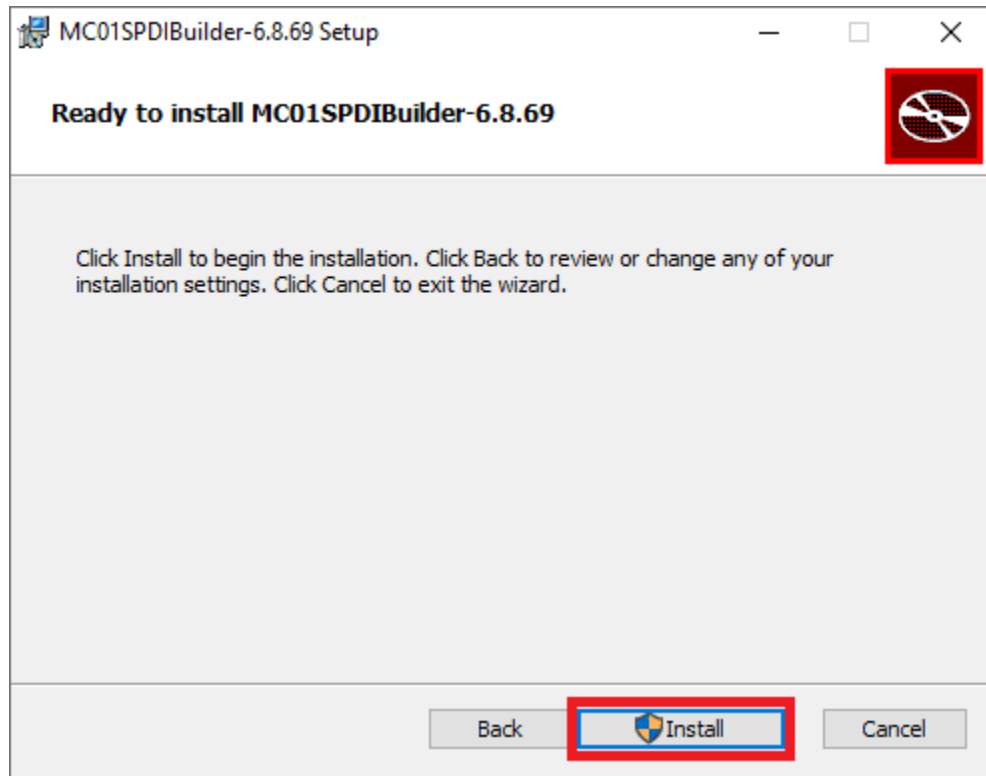 MC01SPDIBuilder-6.8.69 Setup
Ready to install MC01SPDIBuilder-6.8.69
Click Install to begin the installation. Click Back to review or change any of your
installation settings. Click Cancel to exit the wizard.
Back
Install
Cancel